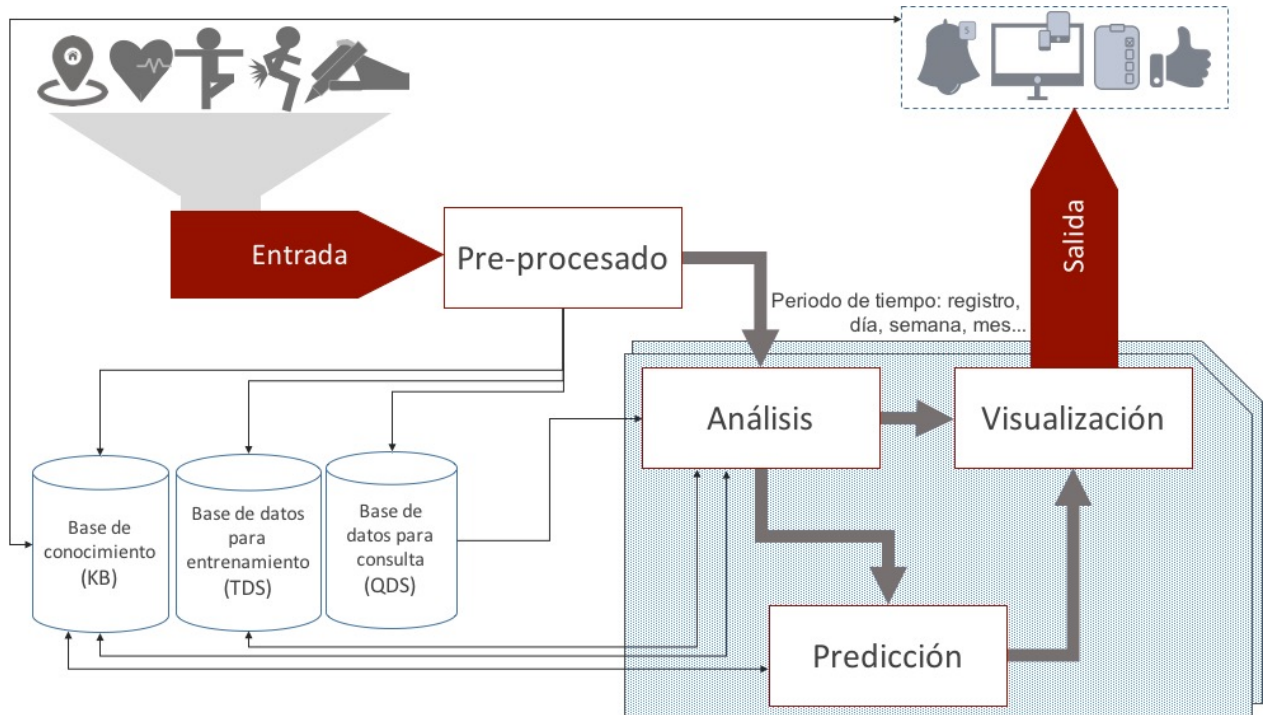 5
Entrada
Pre-procesado
Salida
Periodo de tiempo: registro,
día, semana, mes...
Análisis
Visualización
Base de
conocimiento
(KB)
Base de datos
para
entrenamiento
(TDS)
Base de
datos para
consulta
(QDS)
Predicción